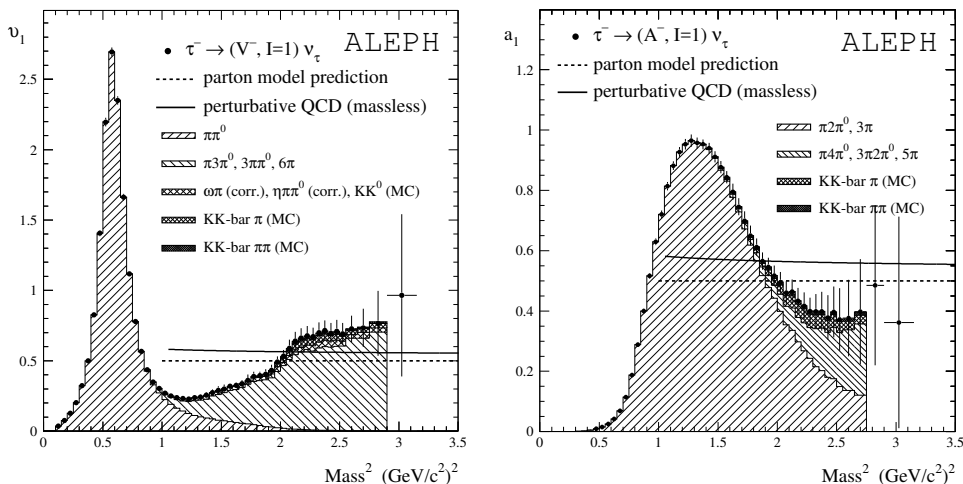 υ₁
ALEPH
τ⁻ → (V⁻, I=1) ν_τ
parton model prediction
perturbative QCD (massless)
ππ⁰
π3π⁰, 3ππ⁰, 6π
ωπ (corr.), ηππ⁰ (corr.), KK⁰ (MC)
KK-bar π (MC)
KK-bar ππ (MC)
2.5
2
1.5
1
0.5
0
0 0.5 1 1.5 2 2.5 3 3.5
Mass² (GeV/c²)²
a₁
ALEPH
τ⁻ → (A⁻, I=1) ν_τ
parton model prediction
perturbative QCD (massless)
π2π⁰, 3π
π4π⁰, 3π2π⁰, 5π
KK-bar π (MC)
KK-bar ππ (MC)
1.2
1
0.8
0.6
0.4
0.2
0
0 0.5 1 1.5 2 2.5 3 3.5
Mass² (GeV/c²)²